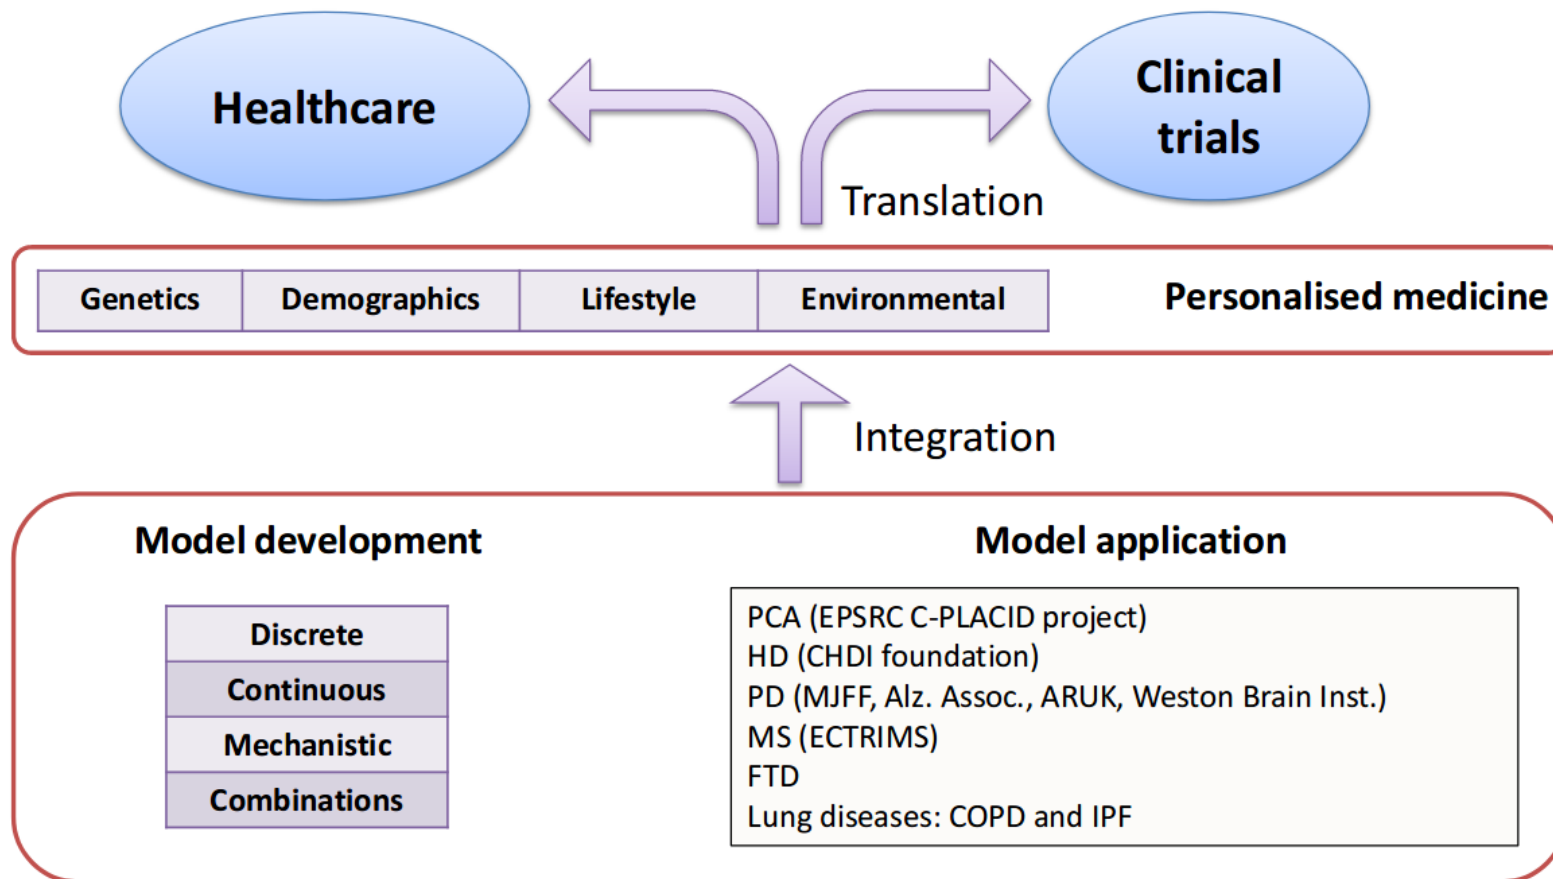 Healthcare
Clinical
trials
Translation
Genetics Demographics Lifestyle Environmental Personalised medicine
Integration
Model development
Model application
Discrete
Continuous
Mechanistic
Combinations
PCA (EPSRC C-PLACID project)
HD (CHDI foundation)
PD (MJFF, Alz. Assoc., ARUK, Weston Brain Inst.)
MS (ECTRIMS)
FTD
Lung diseases: COPD and IPF